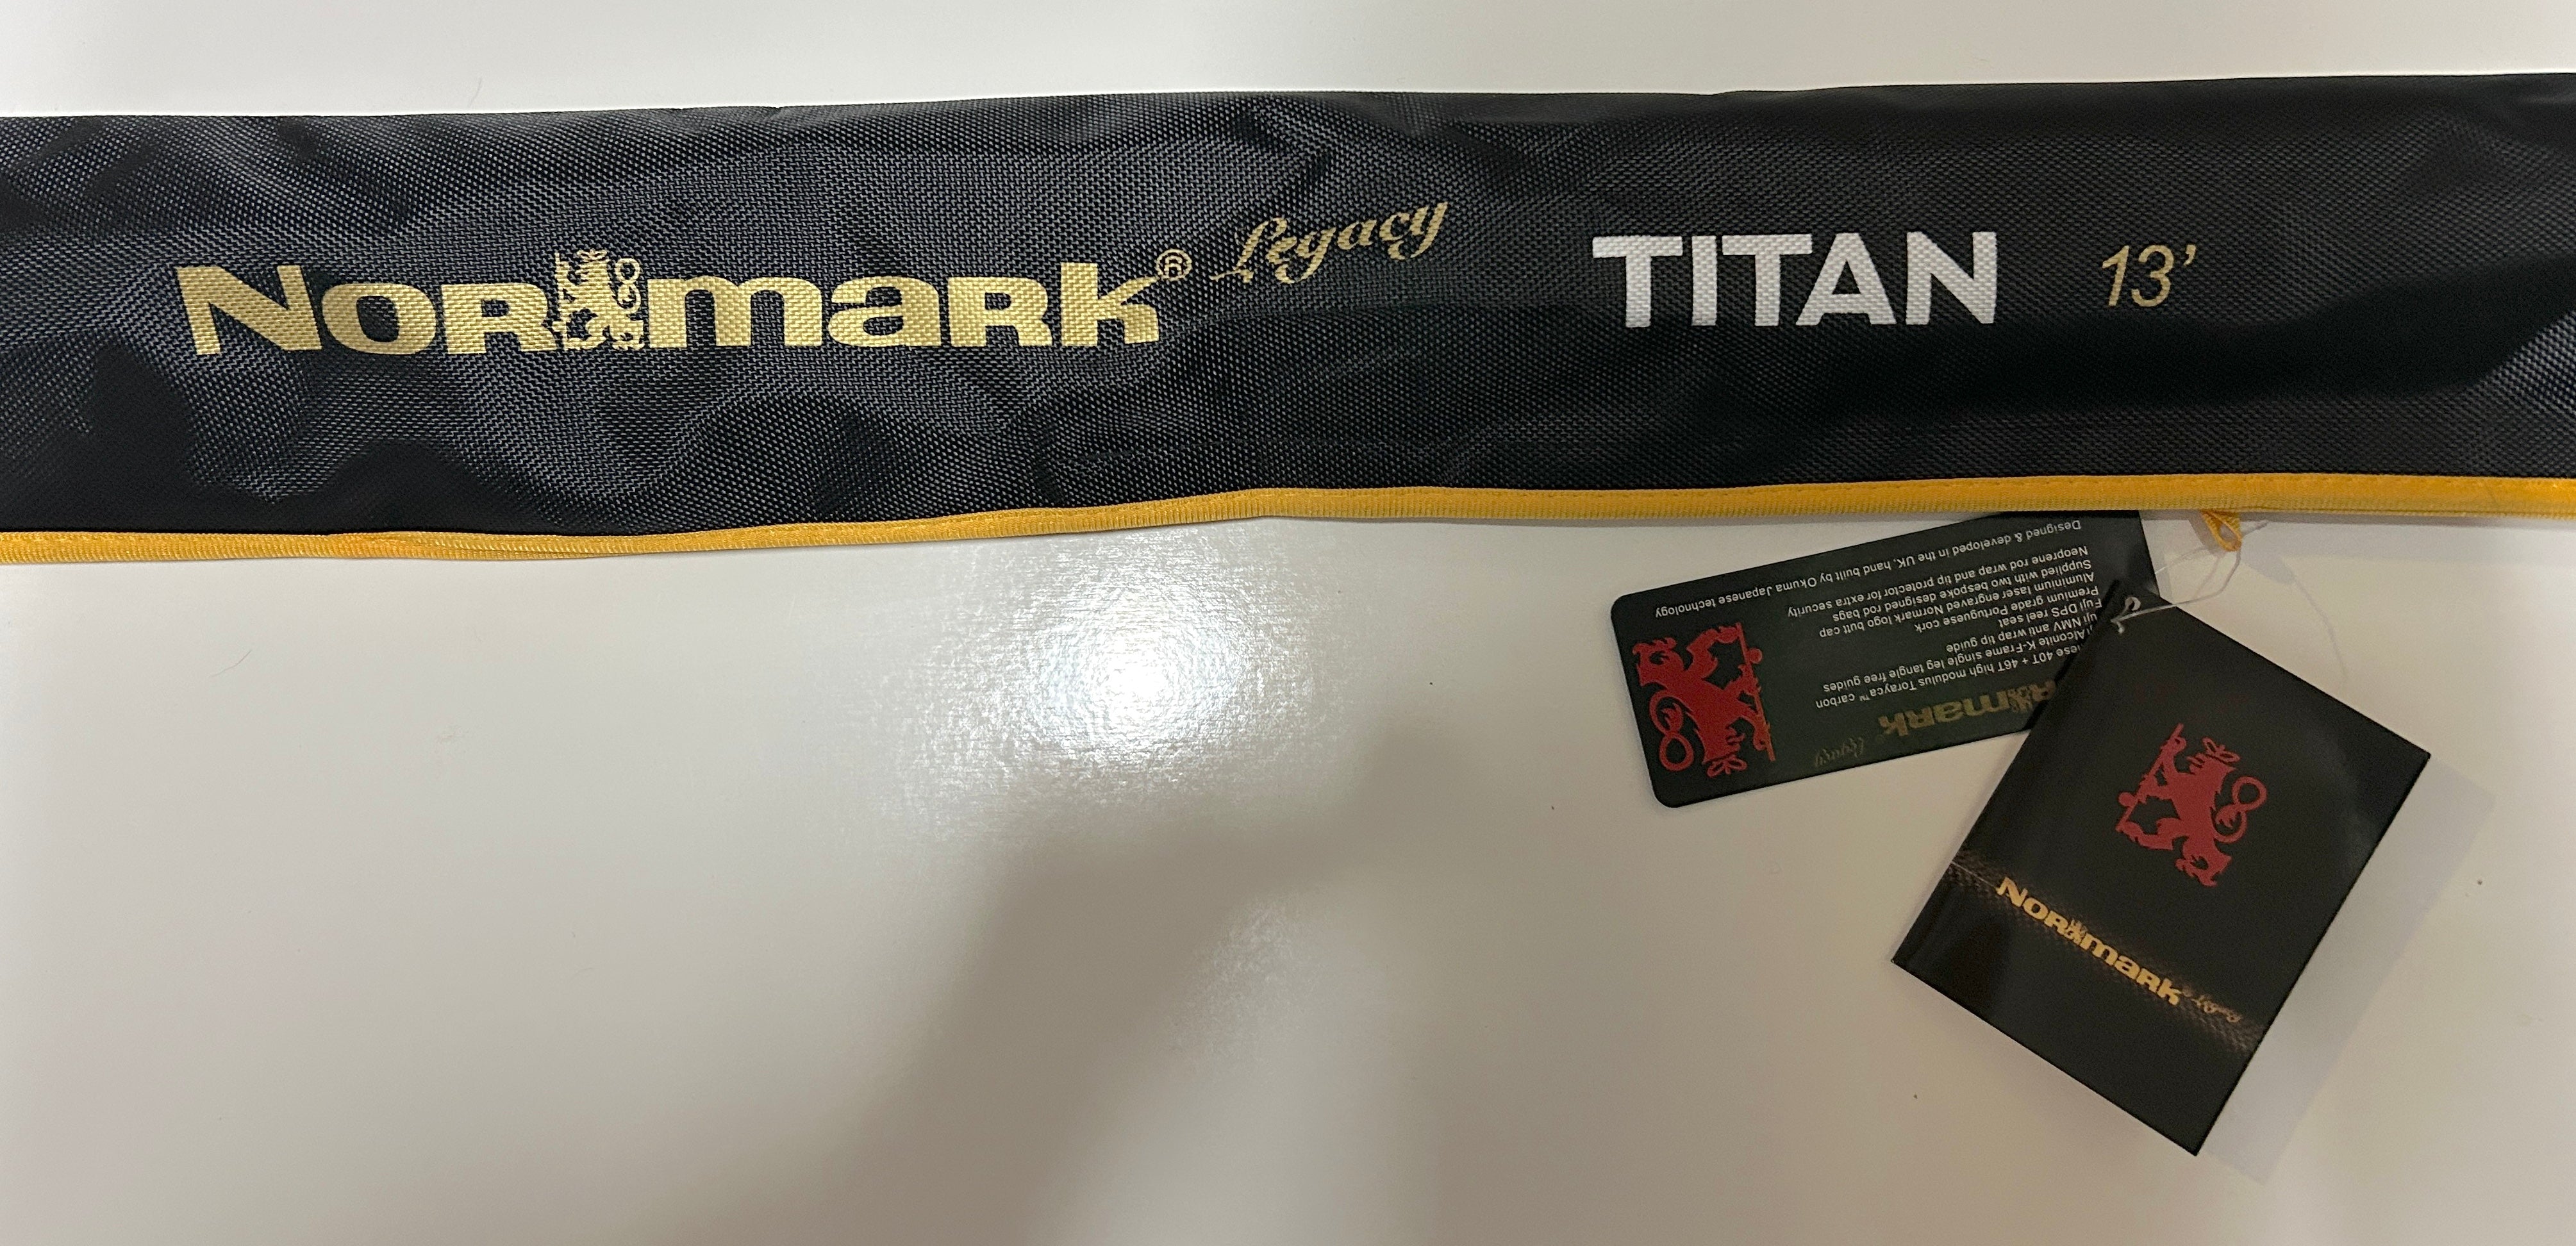 NORmaRk® Legacy TITAN 13'
NORmaRk Legacy
40T + 46T high modulus Torayca™ carbon
Alconite K-Frame single leg tangle free guides
Fuji NMV anti wrap tip guide
Fuji DPS reel seat
Premium grade Portuguese cork
Aluminium laser engraved Normark logo butt cap
Supplied with two bespoke designed rod bags
Neoprene rod wrap and tip protector for extra security
Designed & developed in the UK, hand built by Okuma Japanese technology
NORmaRk® Legacy